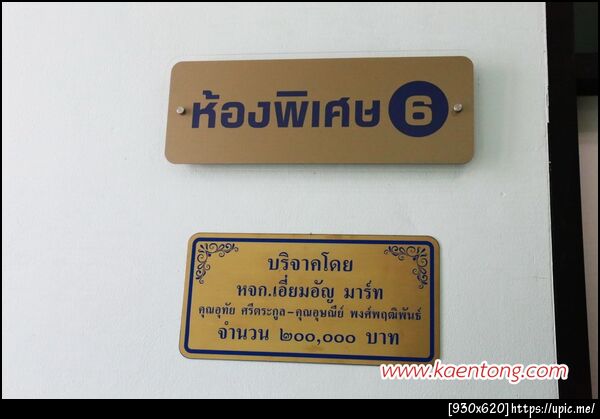 ห้องพิเศษ 6
บริจาคโดย
หจก.เอี่ยมอัญ มาร์ท
คุณอุทัย ศรีตระกูล-คุณอุษณีย์ พงศ์พฤฒิพันธ์
จำนวน ๒๐๐,๐๐๐ บาท
www.kaentong.com
[930x620]https://upic.me/